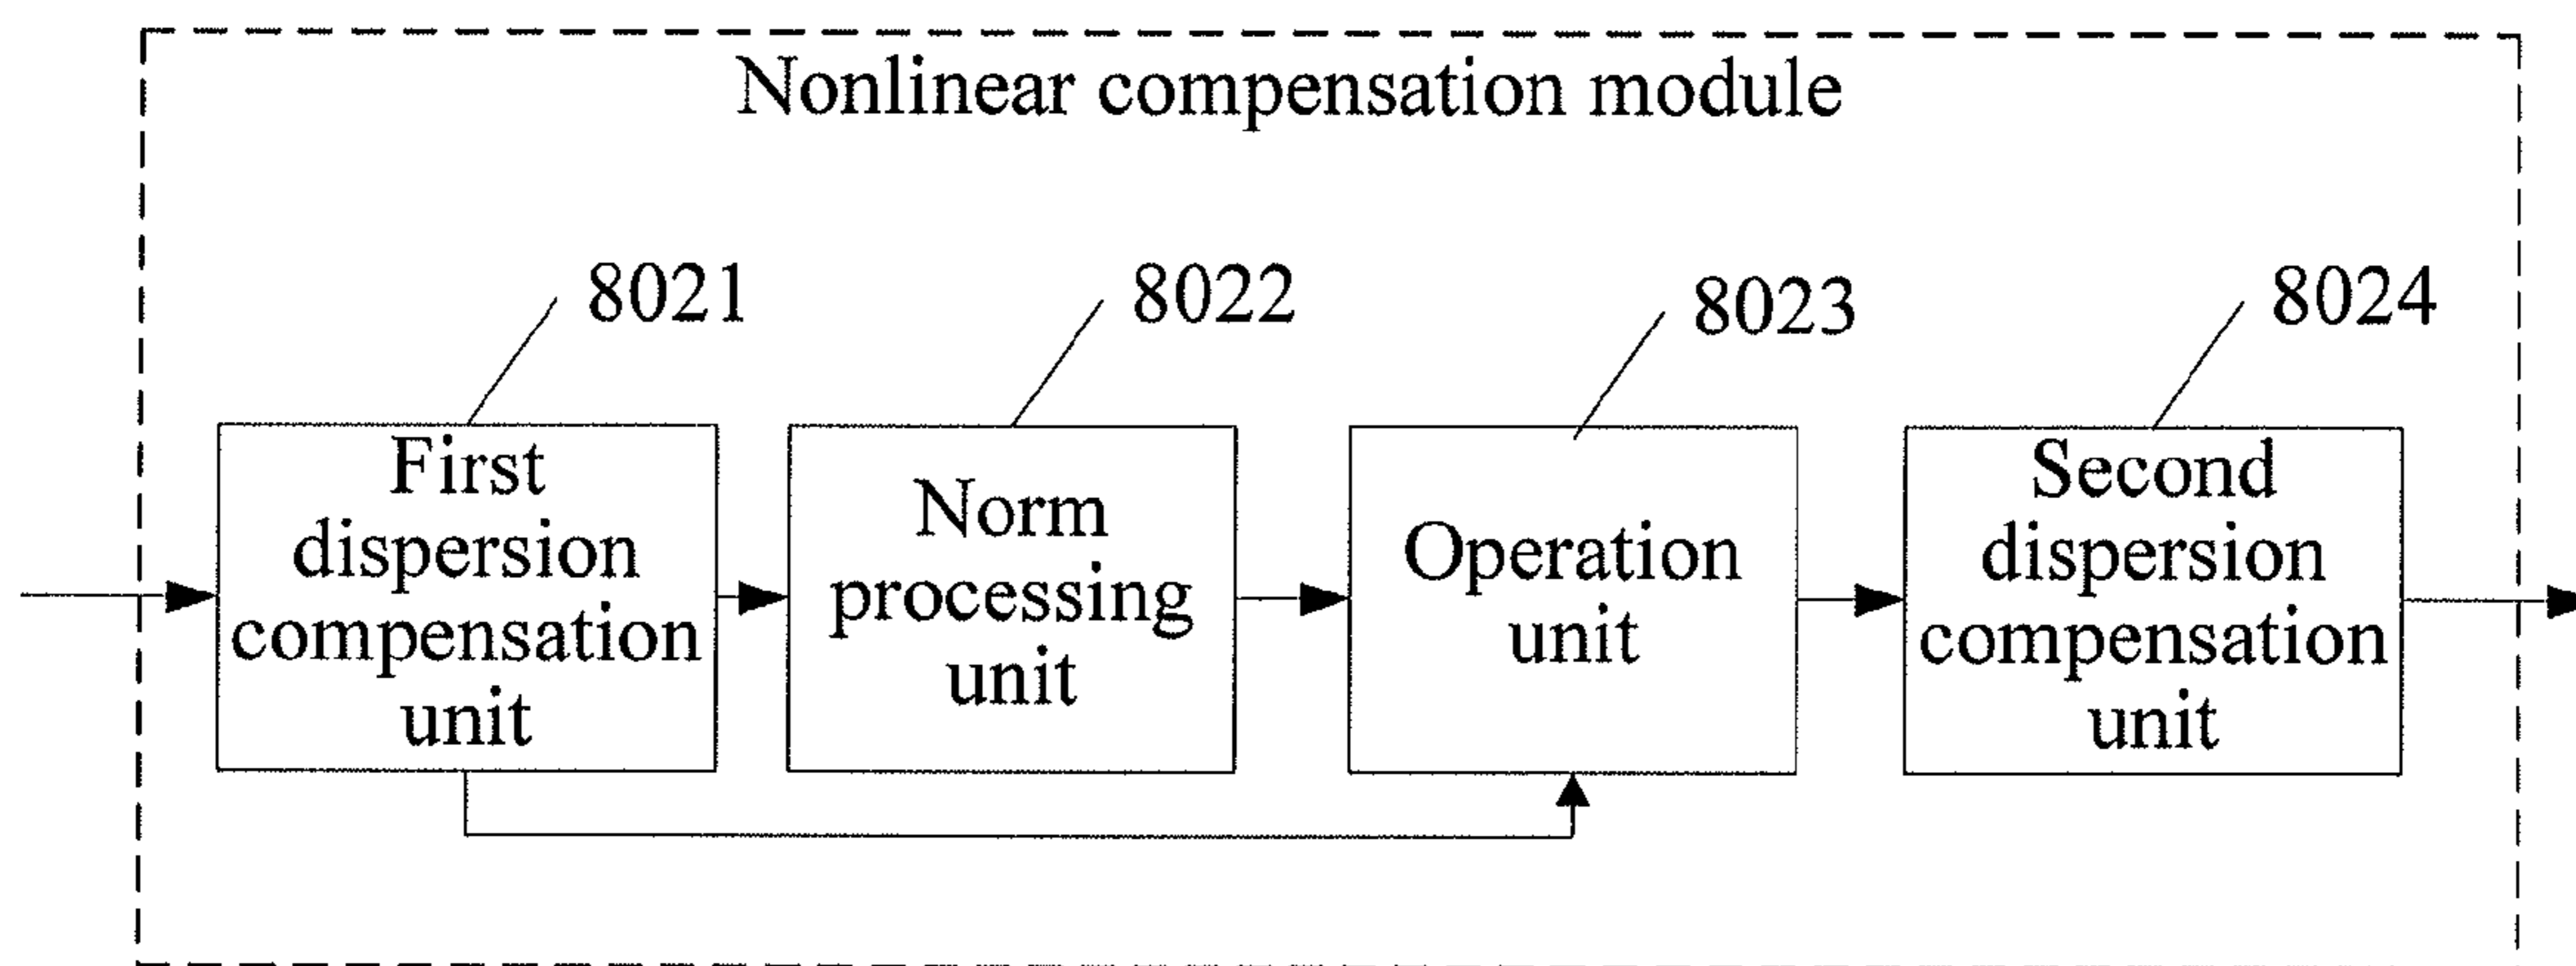 Nonlinear compensation module
8021
8022
8023
8024
First
dispersion
compensation
unit
Norm
processing
unit
Operation
unit
Second
dispersion
compensation
unit